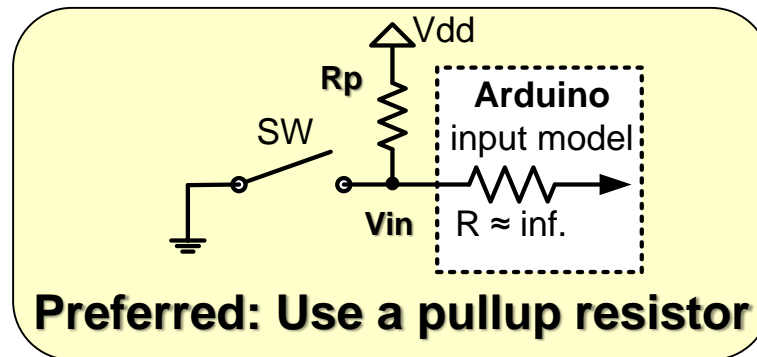 Vdd
Rp
Arduino
input model
SW
Vin
R ≈ inf.
Preferred: Use a pullup resistor